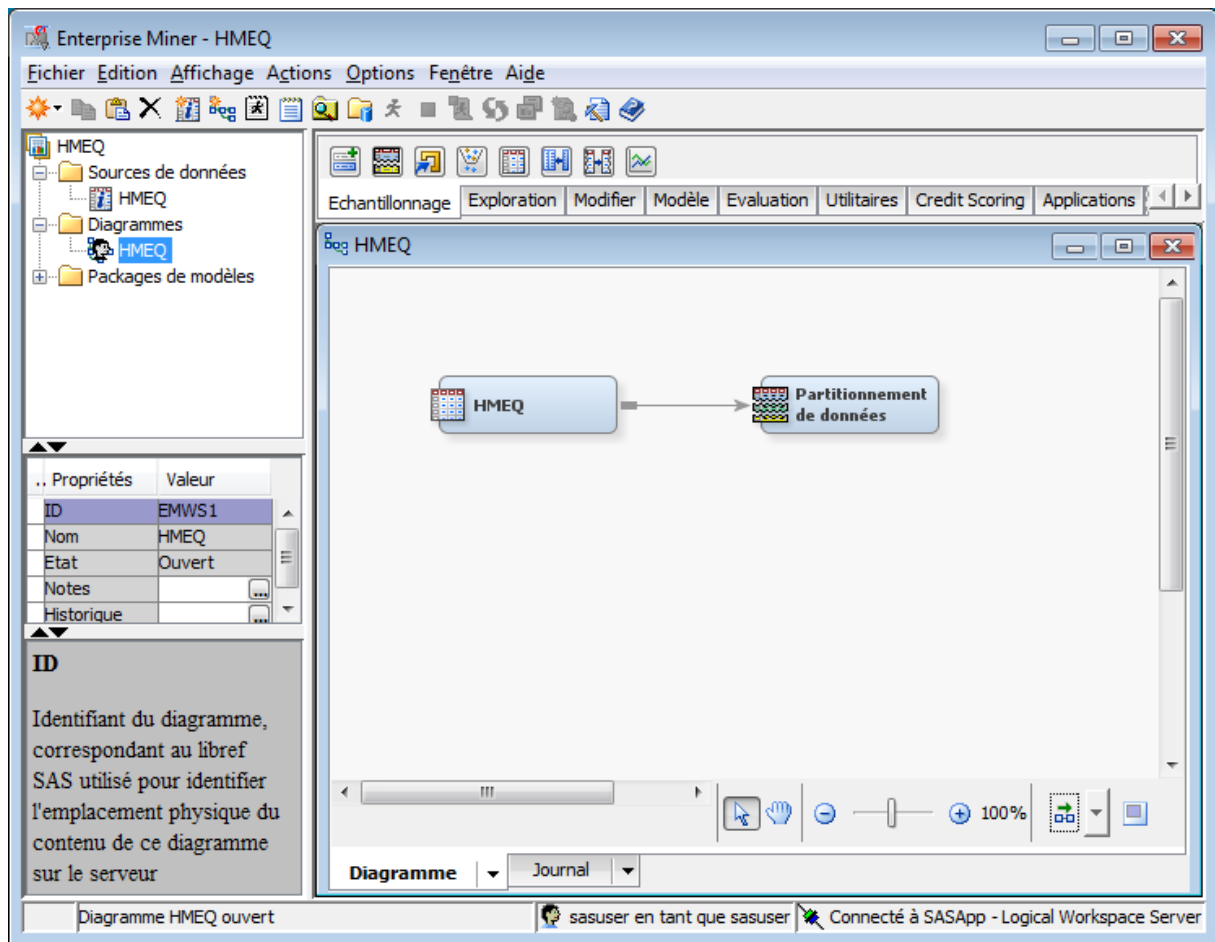 Enterprise Miner - HMEQ
Fichier Edition Affichage Actions Options Fenêtre Aide
HMEQ
Sources de données
HMEQ
Diagrammes
HMEQ
Packages de modèles
.. Propriétés Valeur
ID EMWS1
Nom HMEQ
Etat Ouvert
Notes ...
Historique ...
ID
Identifiant du diagramme,
correspondant au libref
SAS utilisé pour identifier
l'emplacement physique du
contenu de ce diagramme
sur le serveur
Echantillonnage Exploration Modifier Modèle Evaluation Utilitaires Credit Scoring Applications
HMEQ
HMEQ
Partitionnement
de données
100%
Diagramme Journal
Diagramme HMEQ ouvert sasuser en tant que sasuser Connecté à SASApp - Logical Workspace Server